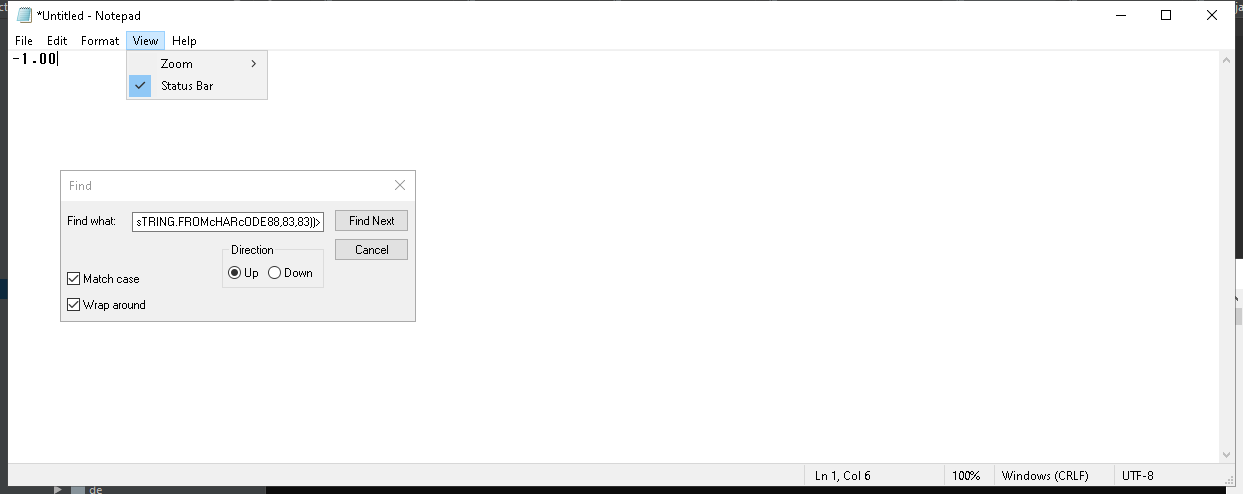 *Untitled - Notepad
File Edit Format View Help
-1.00
Zoom
Status Bar
Find
Find what: sTRING.FROMcHARcODE88,83,83))> Find Next
Direction Cancel
Up Down
Match case
Wrap around
Ln 1, Col 6 100% Windows (CRLF) UTF-8
de